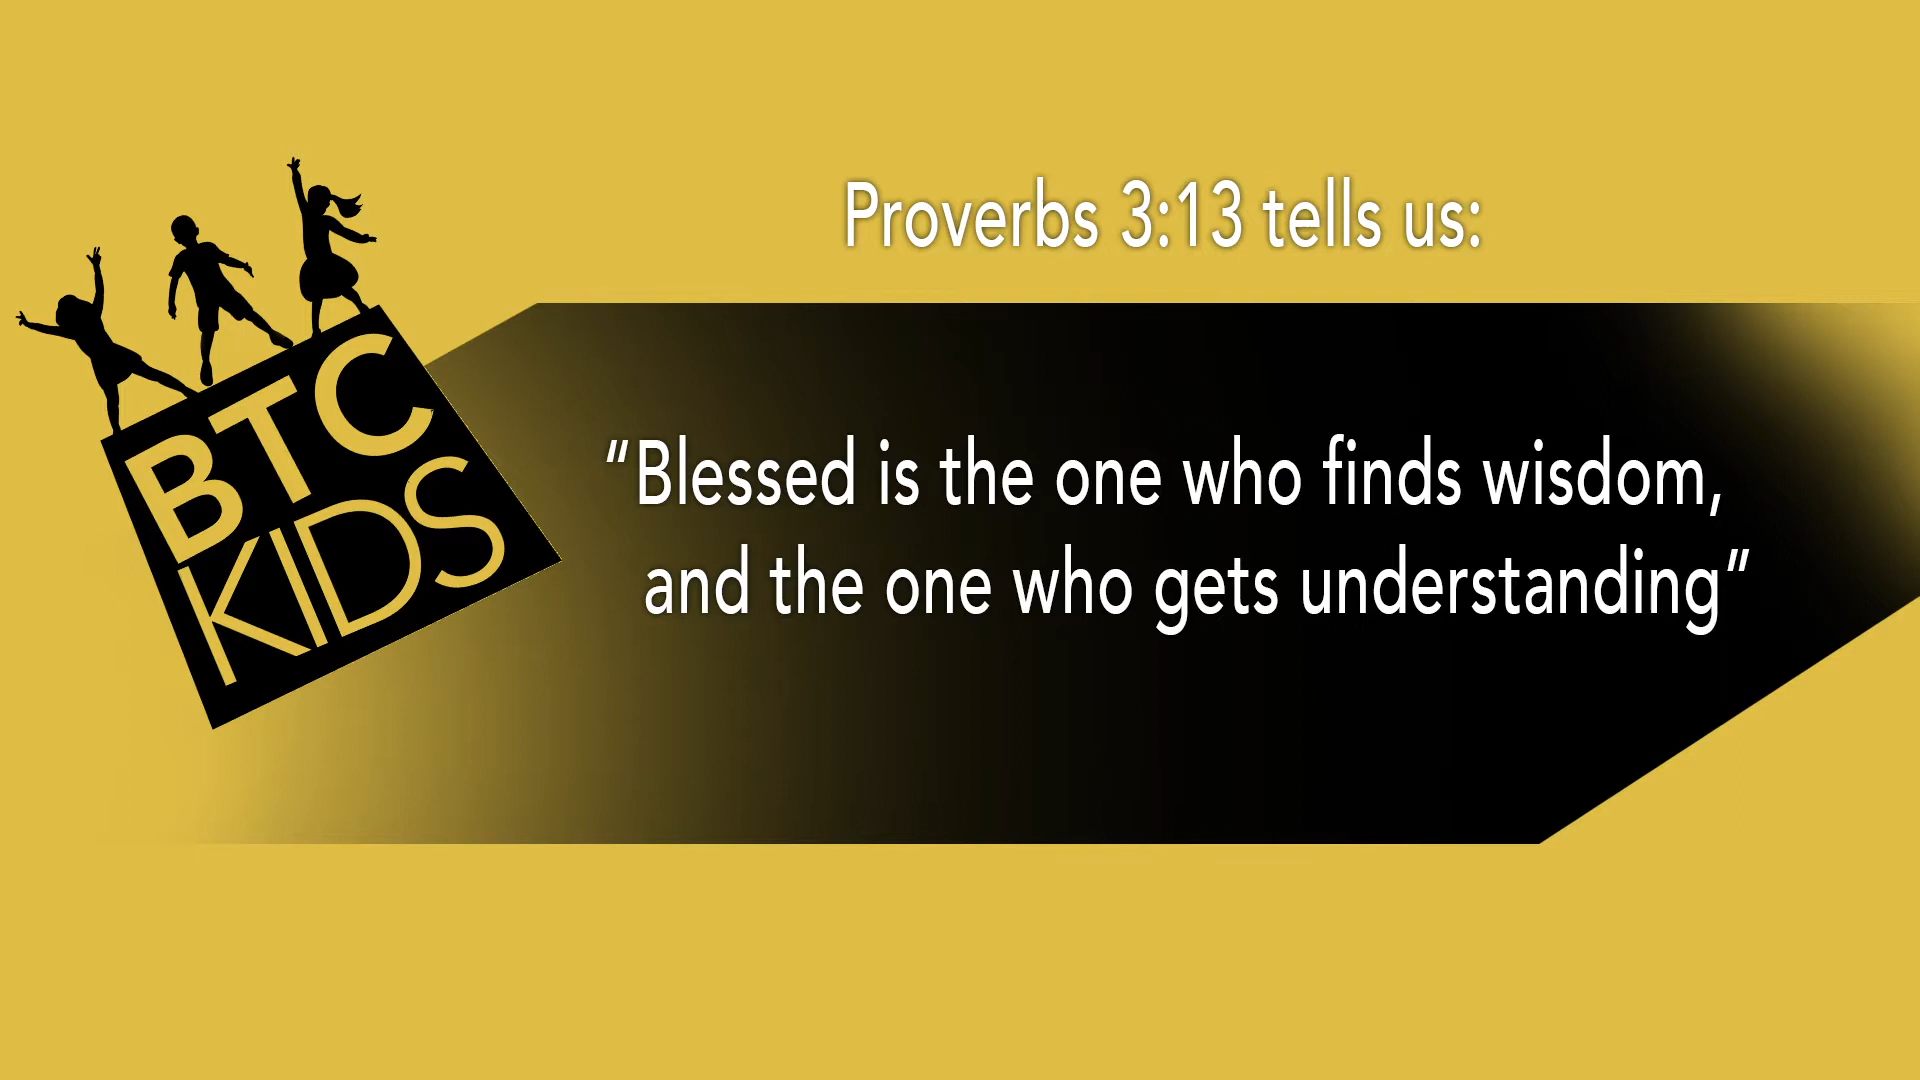 BTC
KIDS
Proverbs 3:13 tells us:
“Blessed is the one who finds wisdom,
and the one who gets understanding”